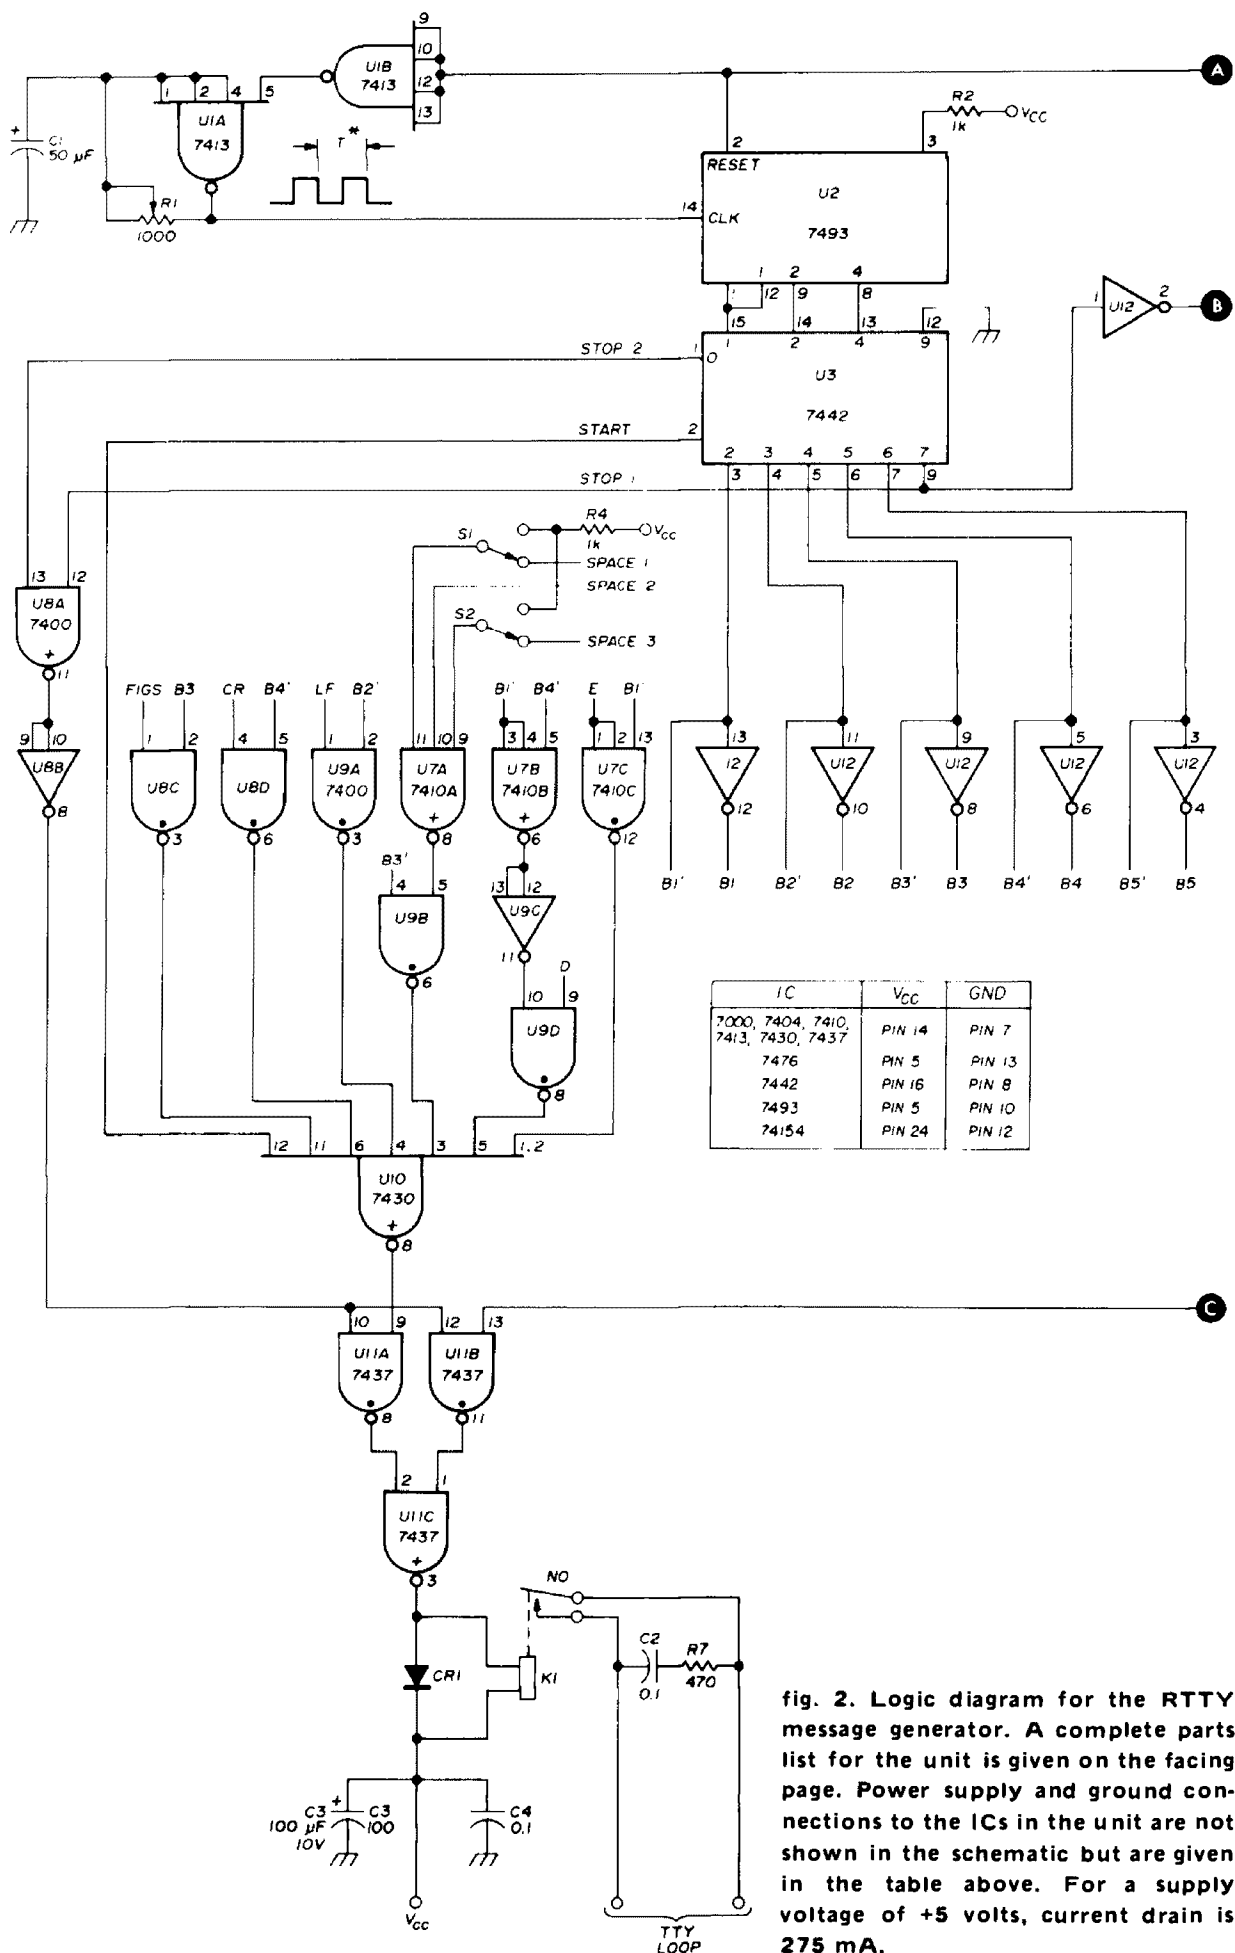 9
10
U1B
7413
12
13
A
1 2 4 5
U1A
7413
+
C1
50 µF
T*
R1
1000
R2
1k
VCC
2 3
RESET
U2
14 CLK
7493
1 2 4
1 12 9 8
15 14 13 12
1 2 4 9
1 2
U12
B
STOP 2
1 0
U3
7442
START
2
2 3 4 5 6 7
3 4 5 6 7 9
STOP 1
R4
1k
VCC
S1
SPACE 1
SPACE 2
S2
SPACE 3
13 12
U8A
7400
+
11
9 10
U8B
8
FIGS B3 CR B4' LF B2' B1' B4' E B1'
1 2 4 5 1 2 11 10 9 3 4 5 1 2 13
U8C
U8D
U9A
7400
U7A
7410A
+
U7B
7410B
+
U7C
7410C
3 6 3 8 6 12
13 11 9 5 3
12 U12 U12 U12 U12
12 10 8 6 4
B1' B1 B2' B2 B3' B3 B4' B4 B5' B5
B3'
4 5
U9B
6
13 12
U9C
11
D
10 9
U9D
8
IC VCC GND
7000, 7404, 7410, 7413, 7430, 7437 PIN 14 PIN 7
7476 PIN 5 PIN 13
7442 PIN 16 PIN 8
7493 PIN 5 PIN 10
74154 PIN 24 PIN 12
12 11 6 4 3 5 1,2
U10
7430
+
8
C
10 9 12 13
U11A
7437
U11B
7437
8 11
2 1
U11C
7437
+
3
NO
CR1
K1
C2
0.1
R7
470
C3
100 µF
10V
+
C3
100
C4
0.1
VCC
TTY
LOOP
fig. 2. Logic diagram for the RTTY
message generator. A complete parts
list for the unit is given on the facing
page. Power supply and ground con-
nections to the ICs in the unit are not
shown in the schematic but are given
in the table above. For a supply
voltage of +5 volts, current drain is
275 mA.